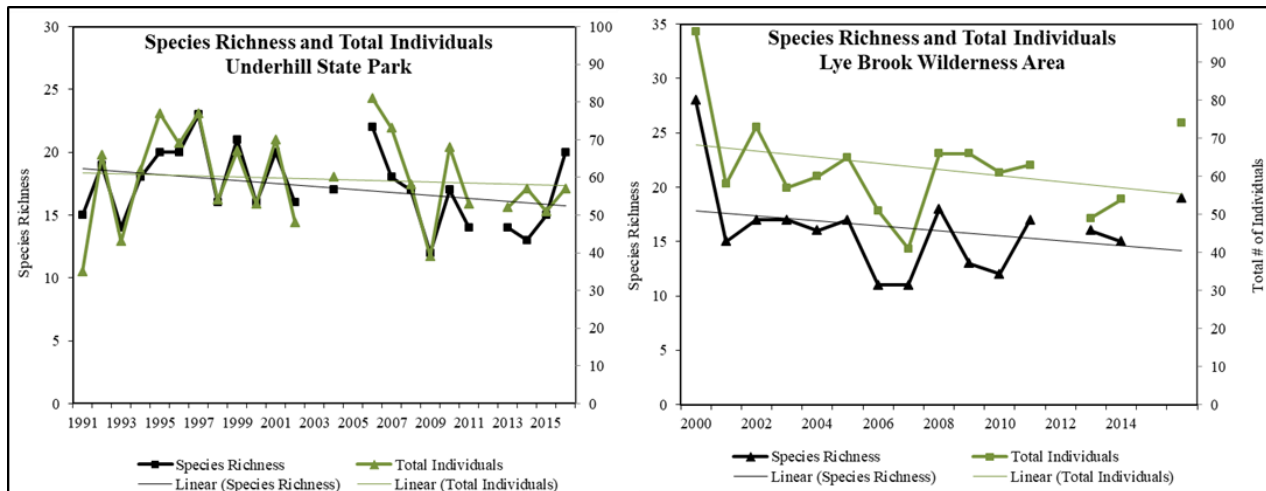 Species Richness and Total Individuals
Underhill State Park
30
25
20
15
10
5
0
Species Richness
100
90
80
70
60
50
40
30
20
10
0
1991 1993 1995 1997 1999 2001 2003 2005 2007 2009 2011 2013 2015
Species Richness Total Individuals
Linear (Species Richness) Linear (Total Individuals)
Species Richness and Total Individuals
Lye Brook Wilderness Area
35
30
25
20
15
10
5
0
Species Richness
100
90
80
70
60
50
40
30
20
10
0
Total # of Individuals
2000 2002 2004 2006 2008 2010 2012 2014
Species Richness Total Individuals
Linear (Species Richness) Linear (Total Individuals)